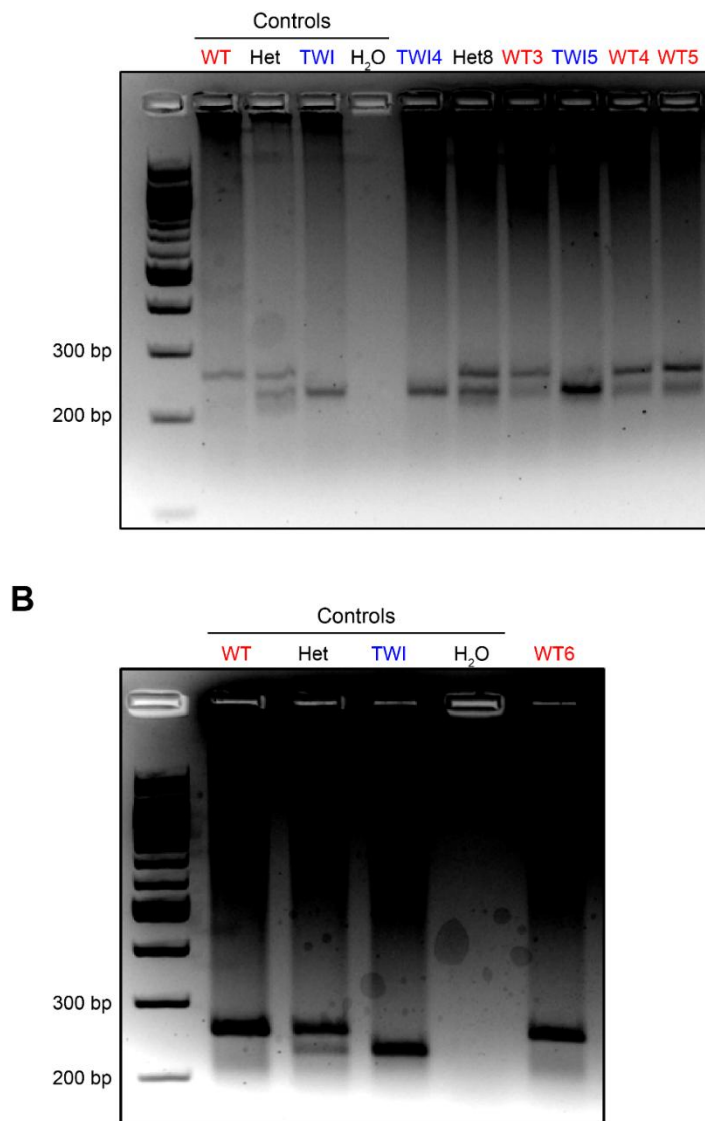 Controls
WT Het TWI H₂O TWI4 Het8 WT3 TWI5 WT4 WT5
300 bp
200 bp
B
Controls
WT Het TWI H₂O WT6
300 bp
200 bp